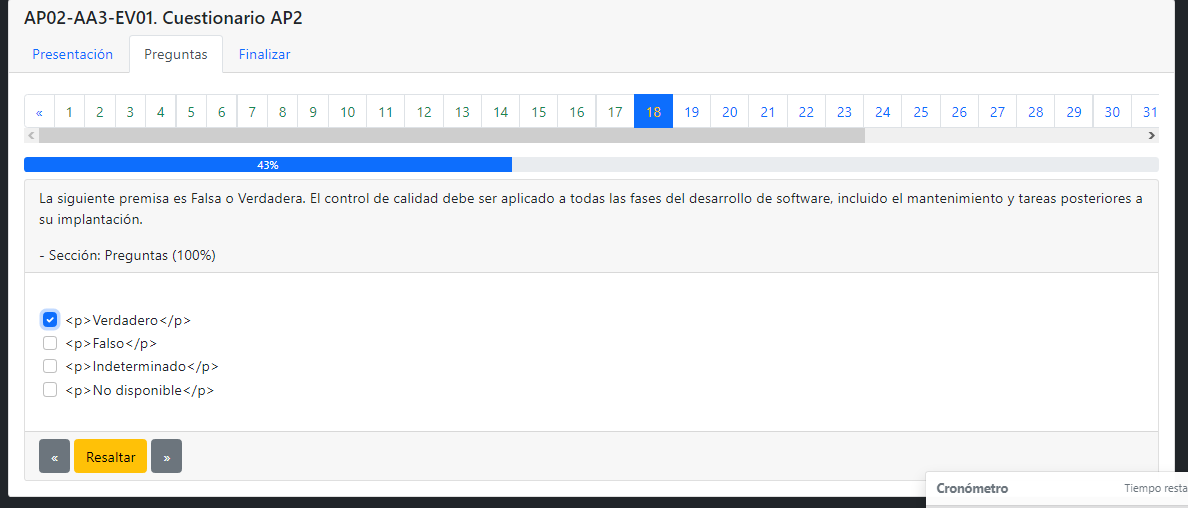 AP02-AA3-EV01. Cuestionario AP2
Presentación Preguntas Finalizar
« 1 2 3 4 5 6 7 8 9 10 11 12 13 14 15 16 17 18 19 20 21 22 23 24 25 26 27 28 29 30 31
43%
La siguiente premisa es Falsa o Verdadera. El control de calidad debe ser aplicado a todas las fases del desarrollo de software, incluido el mantenimiento y tareas posteriores a
su implantación.
- Sección: Preguntas (100%)
<p>Verdadero</p>
<p>Falso</p>
<p>Indeterminado</p>
<p>No disponible</p>
« Resaltar »
Cronómetro Tiempo resta